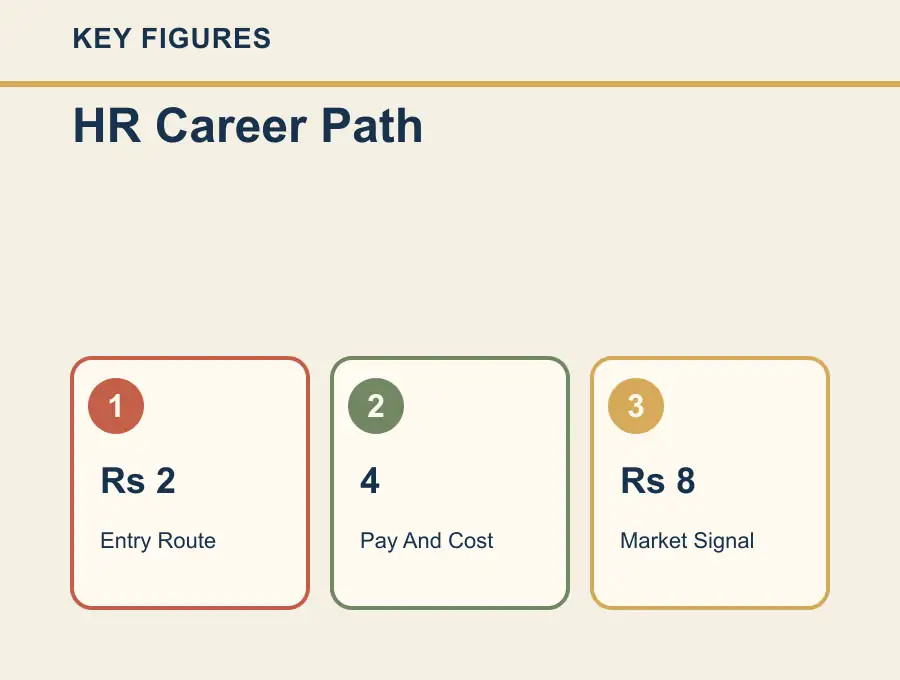 KEY FIGURES
HR Career Path
1
Rs 2
Entry Route
2
4
Pay And Cost
3
Rs 8
Market Signal